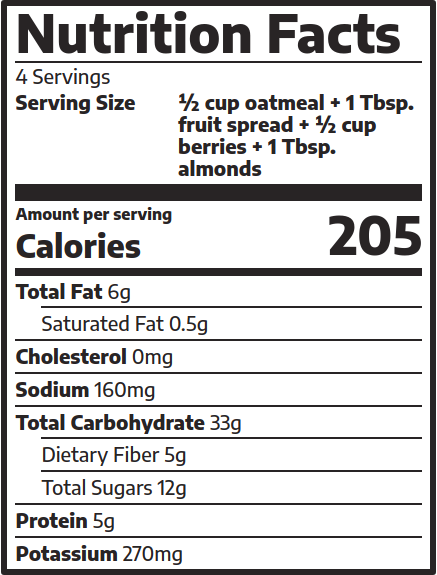 Nutrition Facts
4 Servings
Serving Size ½ cup oatmeal + 1 Tbsp.
fruit spread + ½ cup
berries + 1 Tbsp.
almonds
Amount per serving
Calories 205
Total Fat 6g
Saturated Fat 0.5g
Cholesterol 0mg
Sodium 160mg
Total Carbohydrate 33g
Dietary Fiber 5g
Total Sugars 12g
Protein 5g
Potassium 270mg